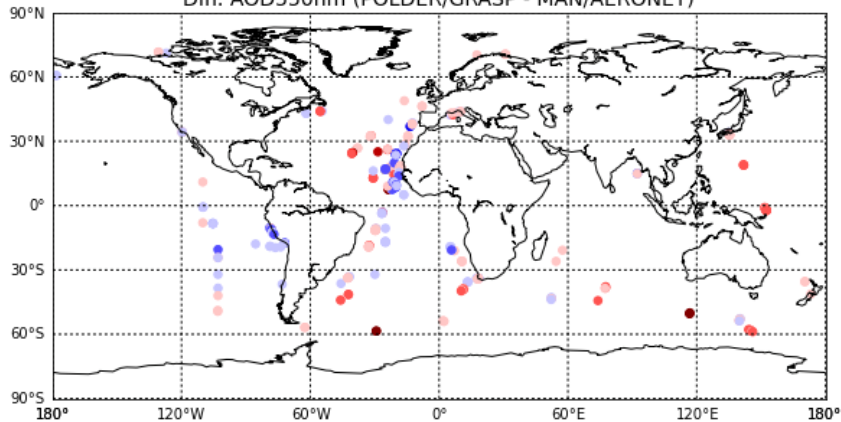 Diff. AOD550nm (POLDER/GRASP - MAN/AERONET)
90°N
60°N
30°N
0°
30°S
60°S
90°S
180° 120°W 60°W 0° 60°E 120°E 180°